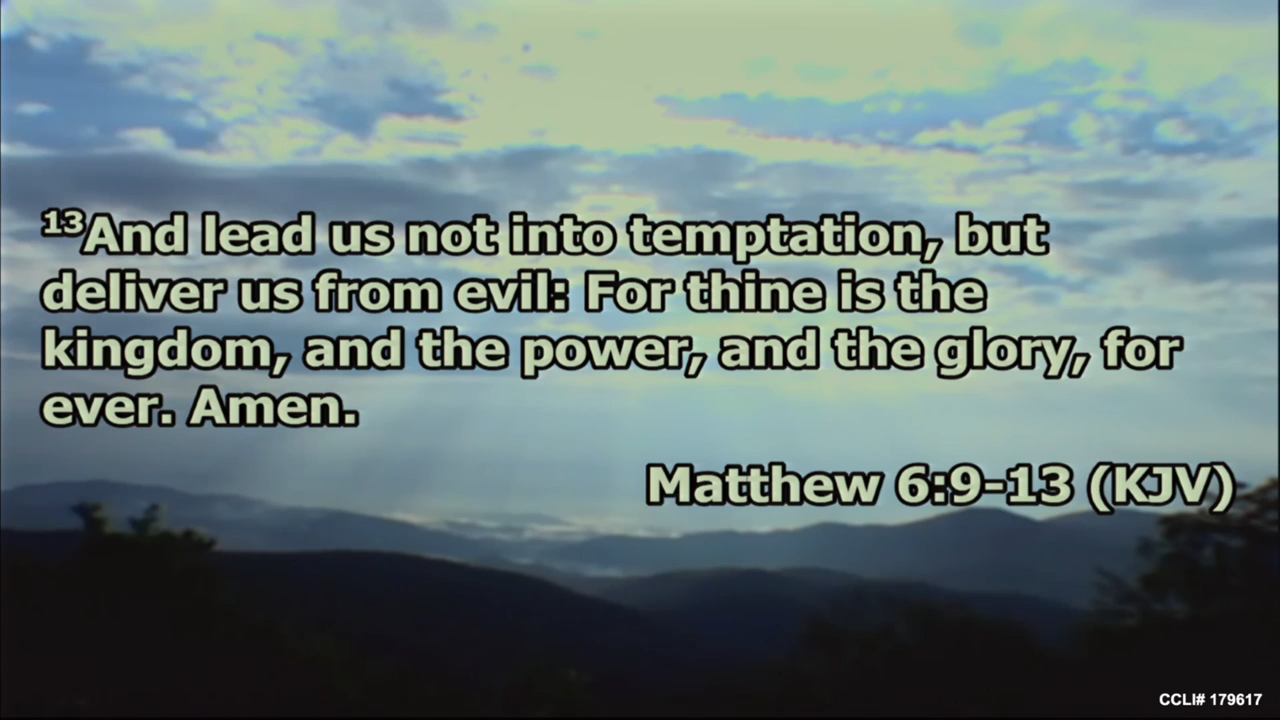 ¹³And lead us not into temptation, but
deliver us from evil: For thine is the
kingdom, and the power, and the glory, for
ever. Amen.
Matthew 6:9-13 (KJV)
CCLI# 179617